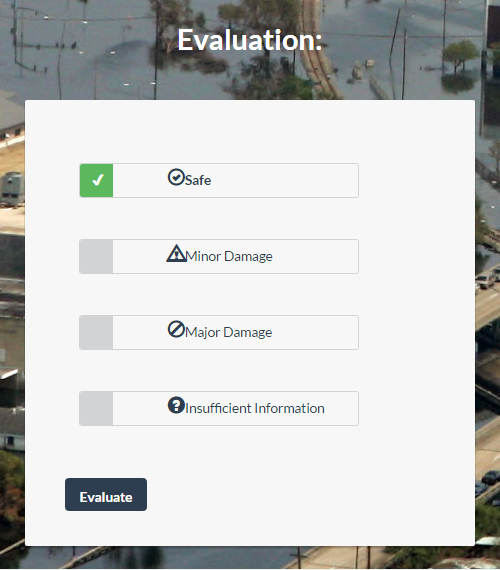 Evaluation:
Safe
Minor Damage
Major Damage
Insufficient Information
Evaluate